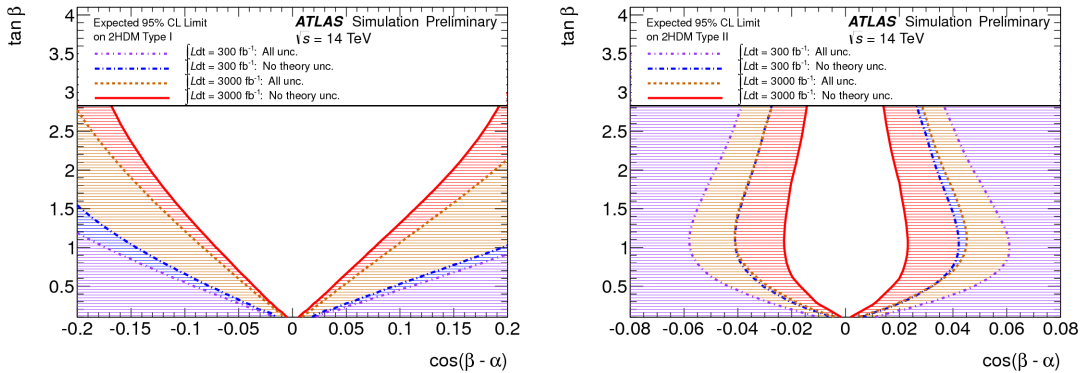 Expected 95% CL Limit
on 2HDM Type I
ATLAS Simulation Preliminary
√s = 14 TeV
∫Ldt = 300 fb⁻¹: All unc.
∫Ldt = 300 fb⁻¹: No theory unc.
∫Ldt = 3000 fb⁻¹: All unc.
∫Ldt = 3000 fb⁻¹: No theory unc.
tan β
4
3.5
3
2.5
2
1.5
1
0.5
-0.2 -0.15 -0.1 -0.05 0 0.05 0.1 0.15 0.2
cos(β - α)
Expected 95% CL Limit
on 2HDM Type II
ATLAS Simulation Preliminary
√s = 14 TeV
∫Ldt = 300 fb⁻¹: All unc.
∫Ldt = 300 fb⁻¹: No theory unc.
∫Ldt = 3000 fb⁻¹: All unc.
∫Ldt = 3000 fb⁻¹: No theory unc.
tan β
4
3.5
3
2.5
2
1.5
1
0.5
-0.08 -0.06 -0.04 -0.02 0 0.02 0.04 0.06 0.08
cos(β - α)